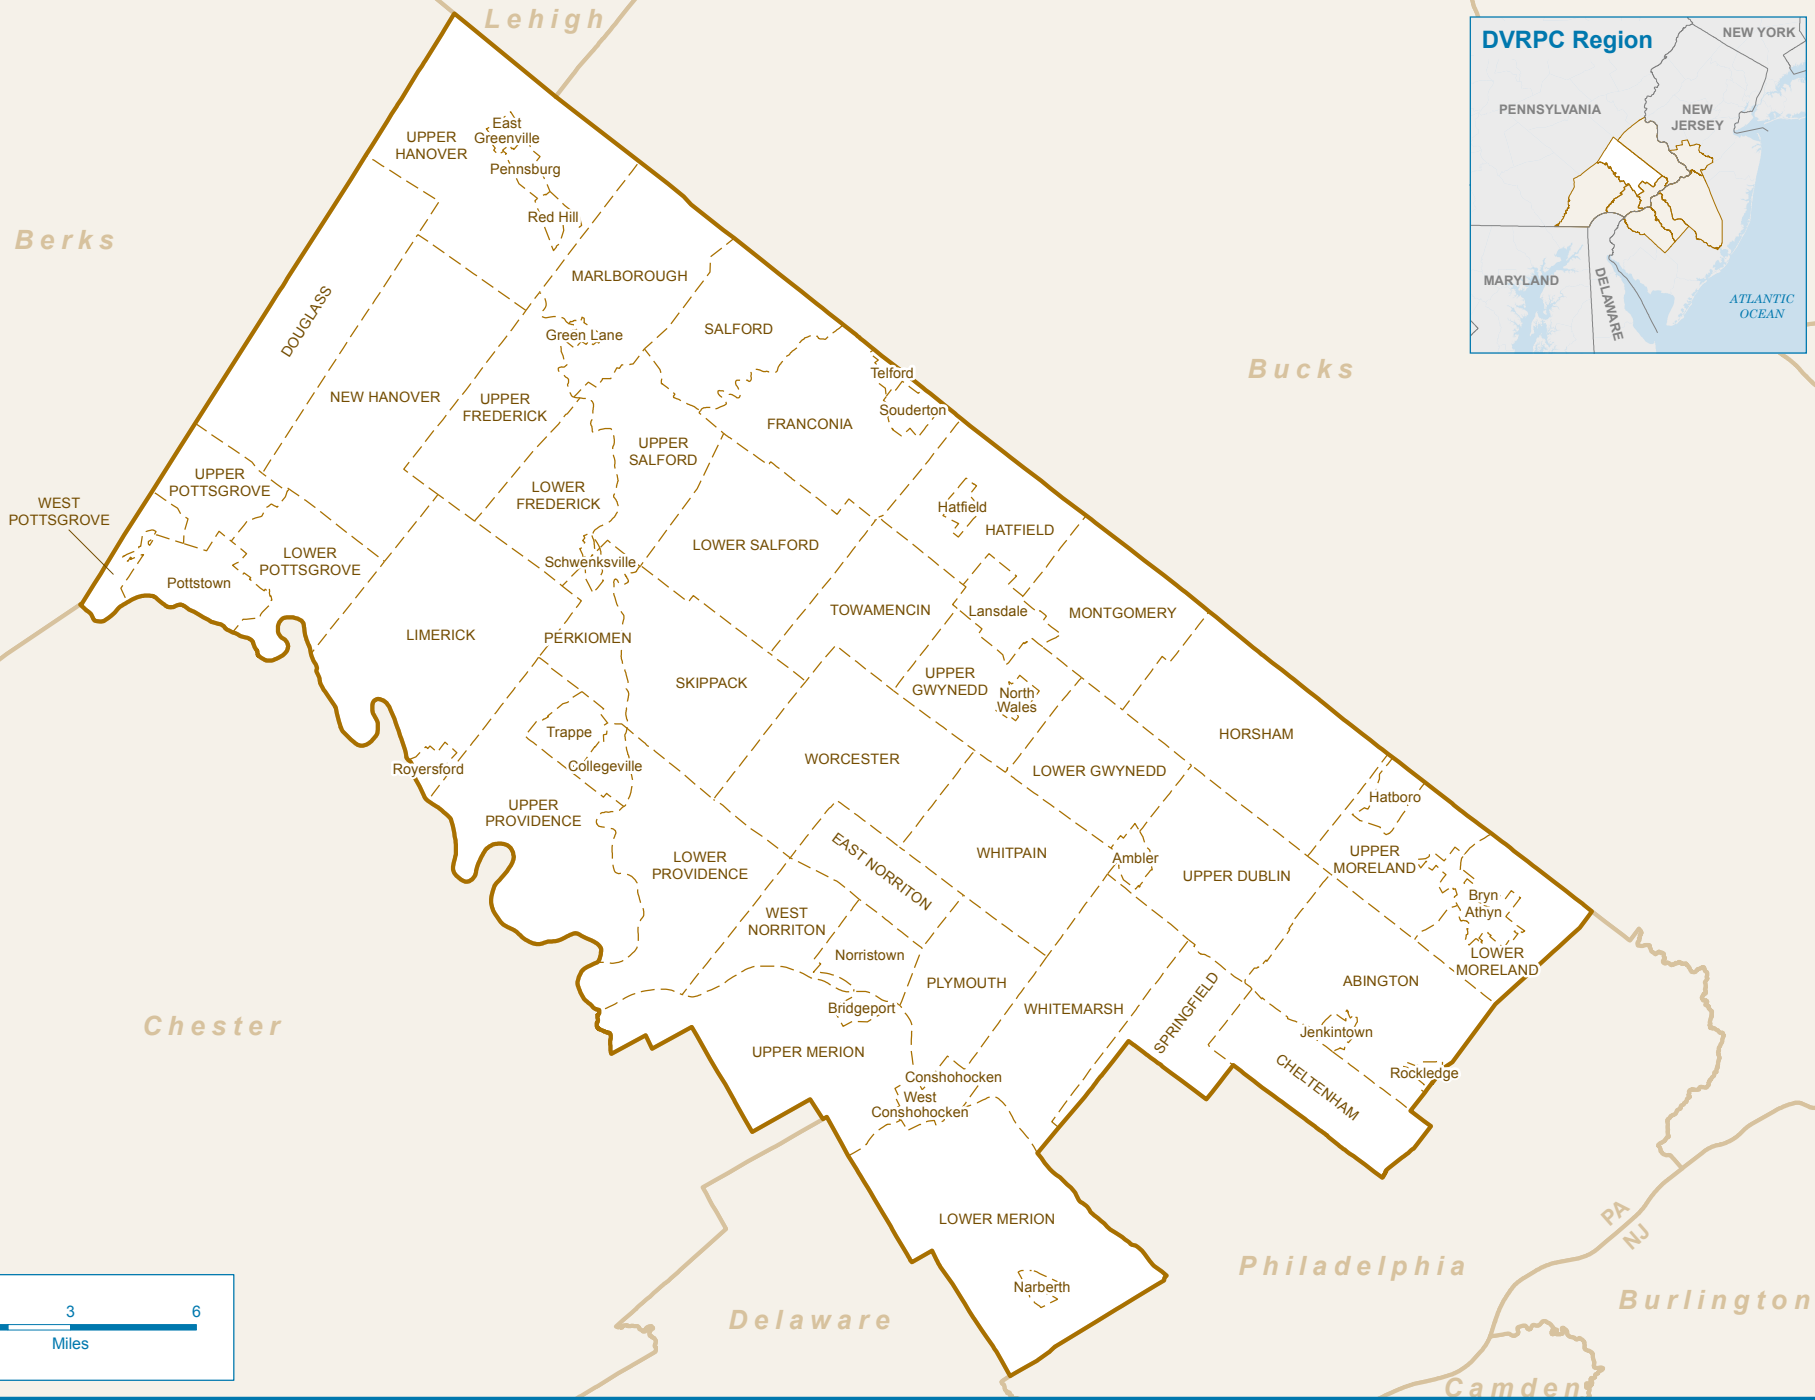 Lehigh
DVRPC Region
NEW YORK
PENNSYLVANIA
NEW
JERSEY
MARYLAND
DELAWARE
ATLANTIC
OCEAN
East
Greenville
UPPER
HANOVER
Pennsburg
Red Hill
Berks
MARLBOROUGH
DOUGLASS
Green Lane
SALFORD
Bucks
Telford
NEW HANOVER
UPPER
FREDERICK
Souderton
FRANCONIA
UPPER
SALFORD
UPPER
POTTSGROVE
LOWER
FREDERICK
WEST
POTTSGROVE
Hatfield
HATFIELD
LOWER SALFORD
LOWER
POTTSGROVE
Schwenksville
Pottstown
TOWAMENCIN
Lansdale
MONTGOMERY
LIMERICK
PERKIOMEN
SKIPPACK
UPPER
GWYNEDD
North
Wales
Trappe
HORSHAM
WORCESTER
Royersford
Collegeville
LOWER GWYNEDD
Hatboro
UPPER
PROVIDENCE
EAST NORRITON
WHITPAIN
Ambler
UPPER
MORELAND
LOWER
PROVIDENCE
UPPER DUBLIN
Bryn
Athyn
WEST
NORRITON
Norristown
LOWER
MORELAND
PLYMOUTH
ABINGTON
Bridgeport
WHITEMARSH
SPRINGFIELD
Chester
Jenkintown
UPPER MERION
Conshohocken
Rockledge
CHELTENHAM
West
Conshohocken
LOWER MERION
PA
NJ
Philadelphia
Narberth
Burlington
Delaware
3
6
Miles
Camden